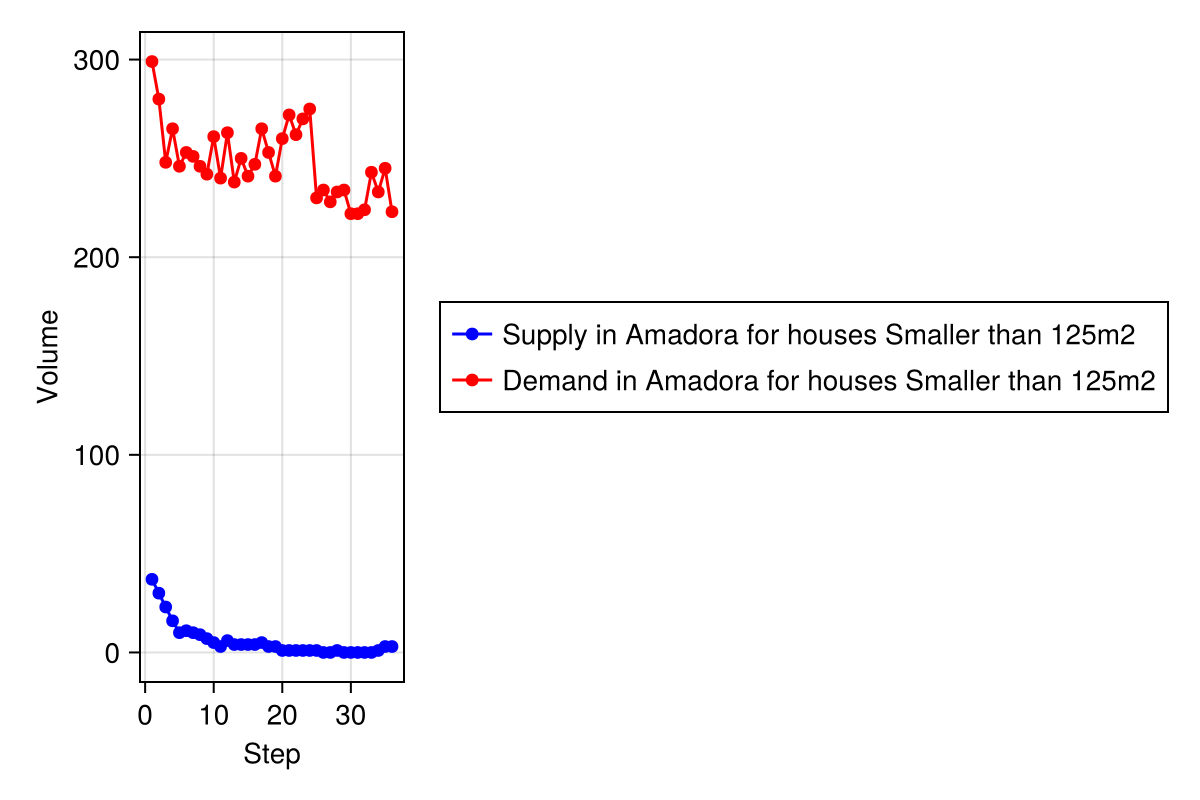 300
200
100
0
Volume
0 10 20 30
Step
Supply in Amadora for houses Smaller than 125m2
Demand in Amadora for houses Smaller than 125m2